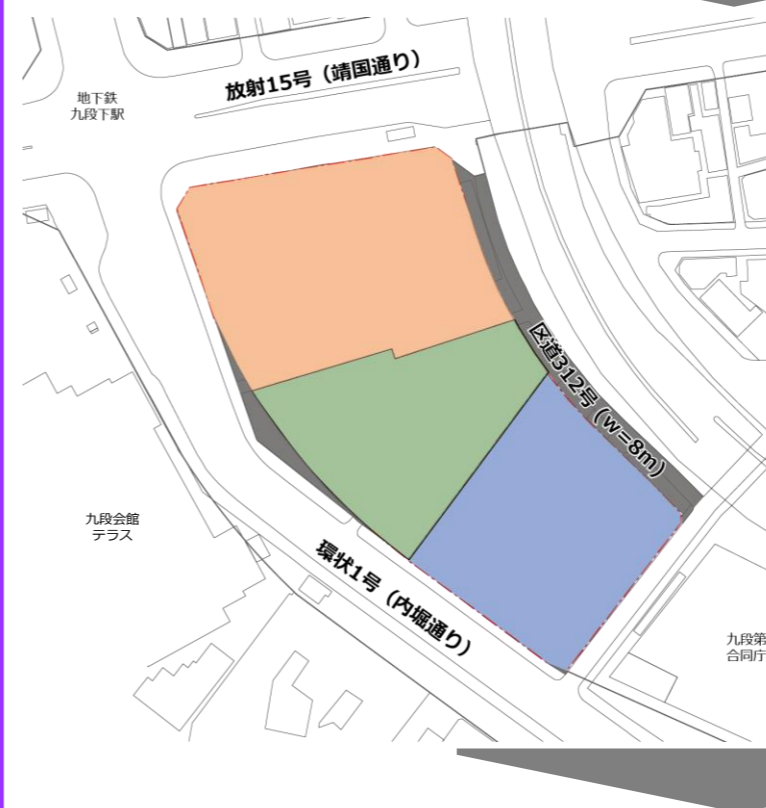 放射15号（靖国通り）
地下鉄
九段下駅
区道312号（w=8m）
九段会館
テラス
環状1号（内堀通り）
九段第
合同庁